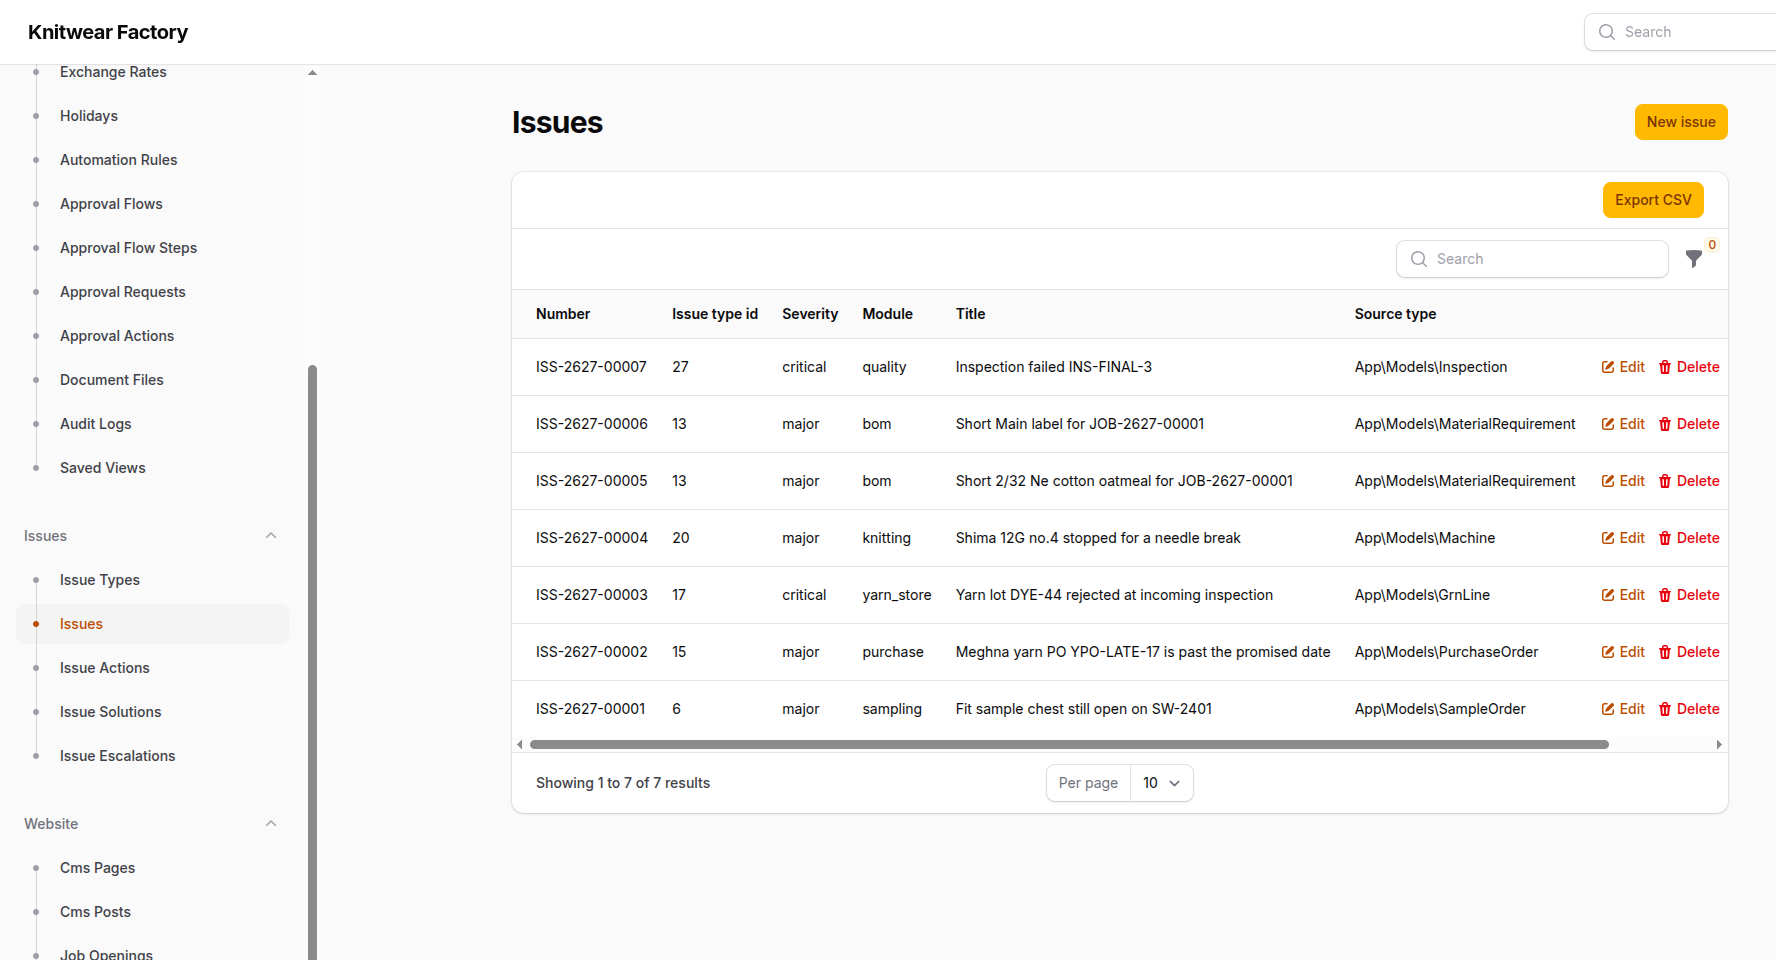 Knitwear Factory
Search
Exchange Rates
Holidays
Automation Rules
Approval Flows
Approval Flow Steps
Approval Requests
Approval Actions
Document Files
Audit Logs
Saved Views
Issues
Issue Types
Issues
Issue Actions
Issue Solutions
Issue Escalations
Website
Cms Pages
Cms Posts
Job Openings
Issues
New issue
Export CSV
Search
0
Number Issue type id Severity Module Title Source type
ISS-2627-00007 27 critical quality Inspection failed INS-FINAL-3 App\Models\Inspection Edit Delete
ISS-2627-00006 13 major bom Short Main label for JOB-2627-00001 App\Models\MaterialRequirement Edit Delete
ISS-2627-00005 13 major bom Short 2/32 Ne cotton oatmeal for JOB-2627-00001 App\Models\MaterialRequirement Edit Delete
ISS-2627-00004 20 major knitting Shima 12G no.4 stopped for a needle break App\Models\Machine Edit Delete
ISS-2627-00003 17 critical yarn_store Yarn lot DYE-44 rejected at incoming inspection App\Models\GrnLine Edit Delete
ISS-2627-00002 15 major purchase Meghna yarn PO YPO-LATE-17 is past the promised date App\Models\PurchaseOrder Edit Delete
ISS-2627-00001 6 major sampling Fit sample chest still open on SW-2401 App\Models\SampleOrder Edit Delete
Showing 1 to 7 of 7 results
Per page 10